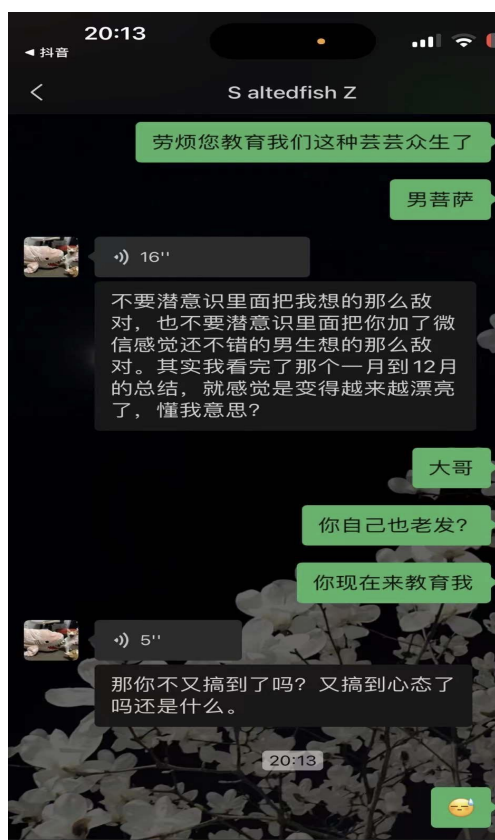 20:13
抖音
S altedfish Z
劳烦您教育我们这种芸芸众生了
男菩萨
16''
不要潜意识里面把我想的那么敌
对，也不要潜意识里面把你加了微
信感觉还不错的男生想的那么敌
对。其实我看完了那个一月到12月
的总结，就感觉是变得越来越漂亮
了，懂我意思?
大哥
你自己也老发?
你现在来教育我
5''
那你不又搞到了吗? 又搞到心态了
吗还是什么。
20:13